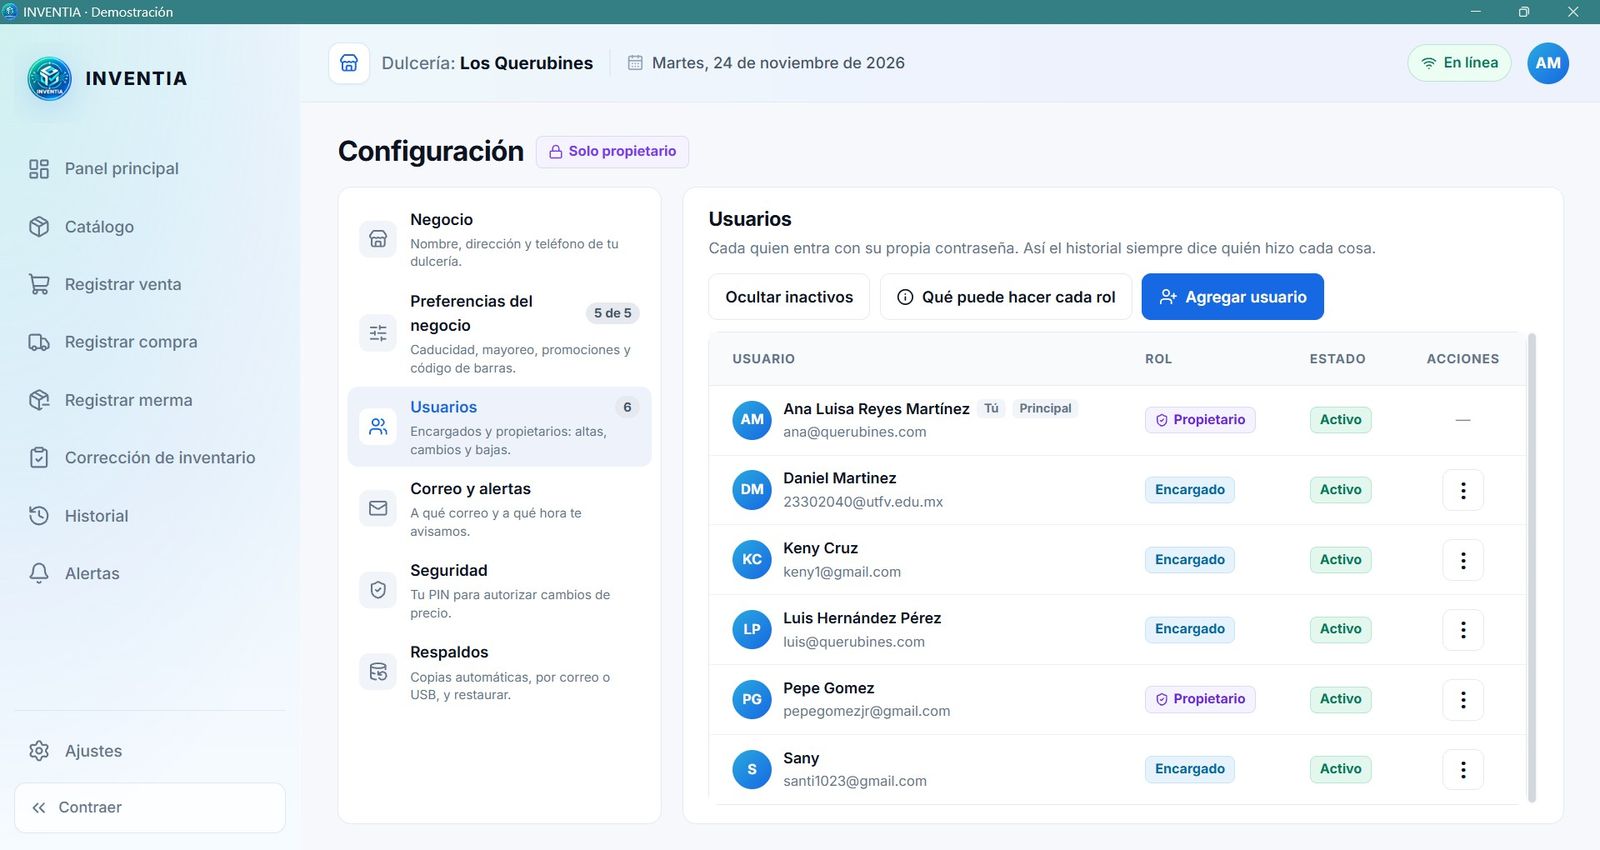 INVENTIA · Demostración
INVENTIA
INVENTIA
Panel principal
Catálogo
Registrar venta
Registrar compra
Registrar merma
Corrección de inventario
Historial
Alertas
Ajustes
Contraer
Dulcería: Los Querubines
Martes, 24 de noviembre de 2026
En línea
AM
Configuración
Solo propietario
Negocio
Nombre, dirección y teléfono de tu
dulcería.
Preferencias del
negocio
5 de 5
Caducidad, mayoreo, promociones y
código de barras.
Usuarios
6
Encargados y propietarios: altas,
cambios y bajas.
Correo y alertas
A qué correo y a qué hora te
avisamos.
Seguridad
Tu PIN para autorizar cambios de
precio.
Respaldos
Copias automáticas, por correo o
USB, y restaurar.
Usuarios
Cada quien entra con su propia contraseña. Así el historial siempre dice quién hizo cada cosa.
Ocultar inactivos
Qué puede hacer cada rol
Agregar usuario
USUARIO ROL ESTADO ACCIONES
AM Ana Luisa Reyes Martínez Tú Principal Propietario Activo —
ana@querubines.com
DM Daniel Martinez Encargado Activo
23302040@utfv.edu.mx
KC Keny Cruz Encargado Activo
keny1@gmail.com
LP Luis Hernández Pérez Encargado Activo
luis@querubines.com
PG Pepe Gomez Propietario Activo
pepegomezjr@gmail.com
S Sany Encargado Activo
santi1023@gmail.com